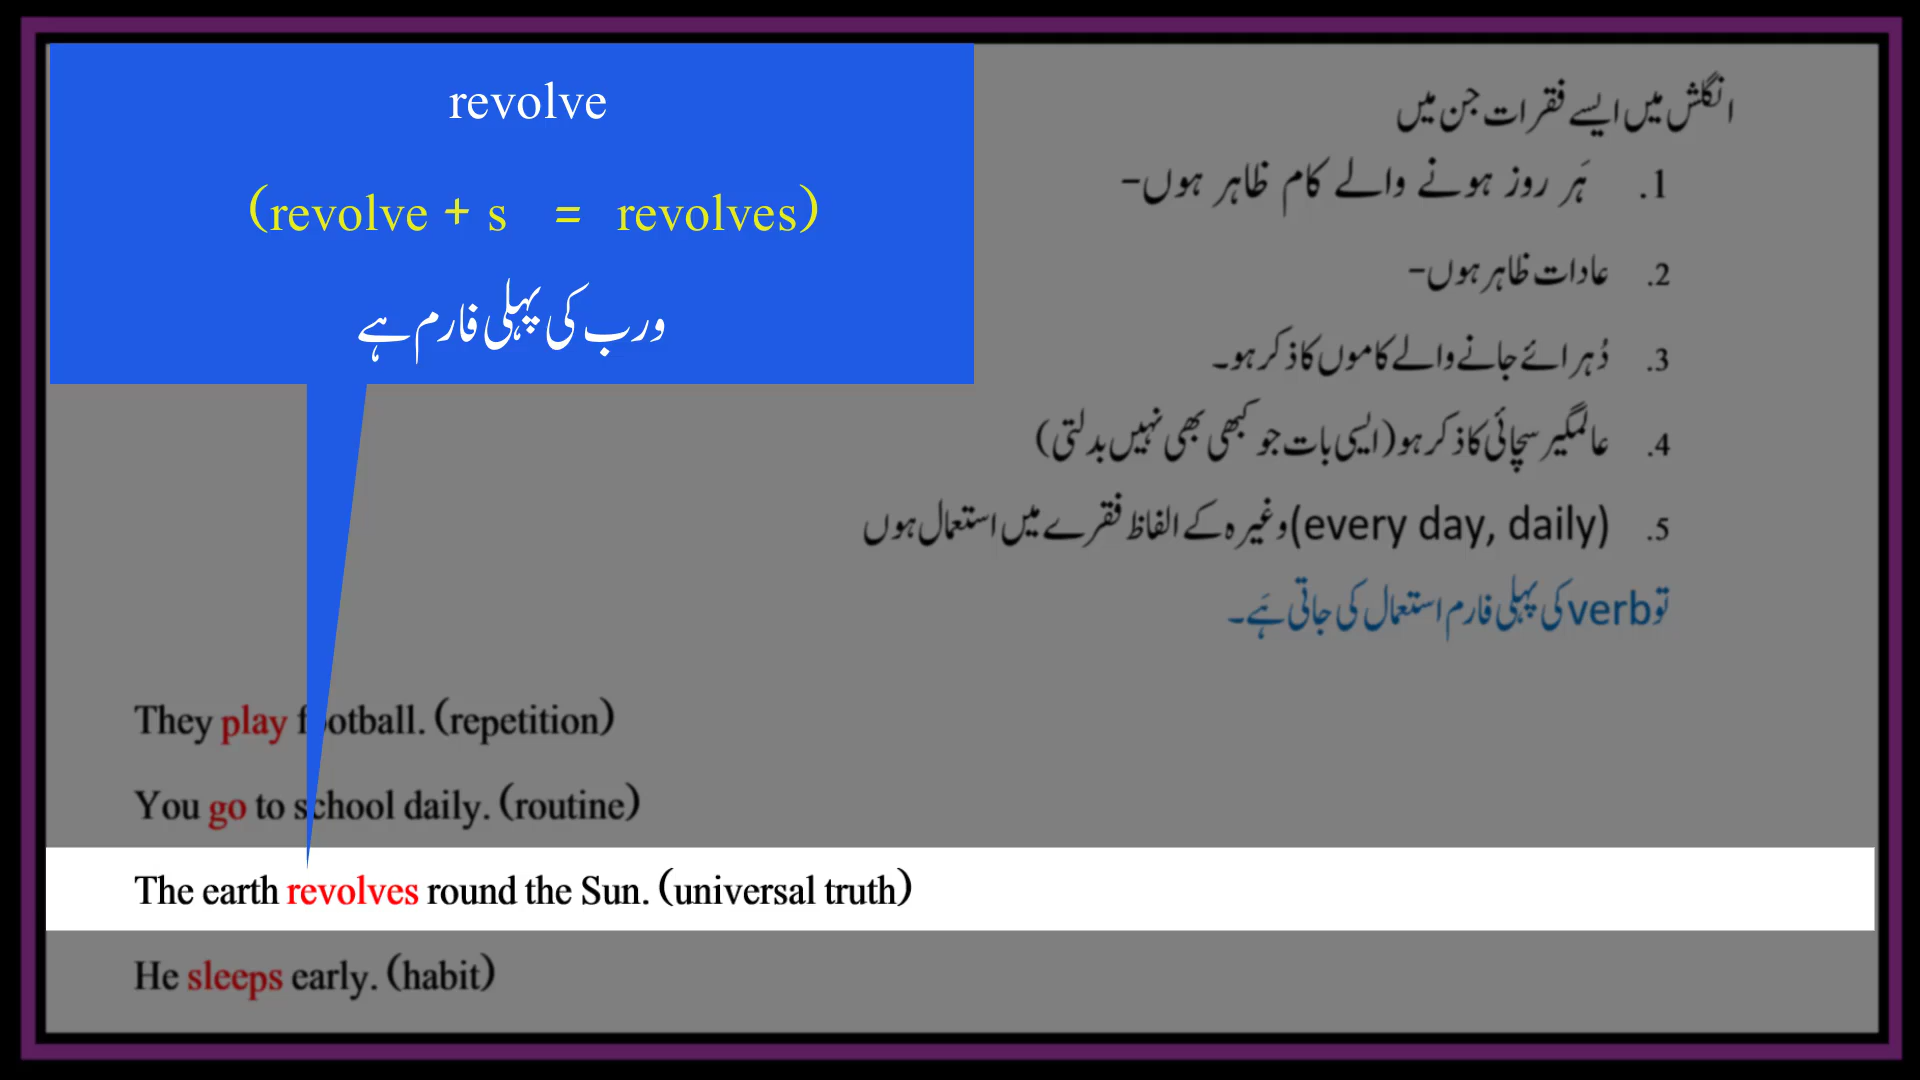 revolve
(revolve + s = revolves)
ورب کی پہلی فارم ہے
انگلش میں ایسے فقرات جن میں
1. ہَر روز ہونے والے کام ظاہر ہوں-
2. عادات ظاہر ہوں-
3. دُہرائے جانے والے کاموں کا ذکر ہو۔
4. عالمگیر سچائی کا ذکر ہو (ایسی بات جو کبھی بھی نہیں بدلتی)
5. (every day, daily) وغیرہ کے الفاظ فقرے میں استعمال ہوں
تو verb کی پہلی فارم استعمال کی جاتی ہَے۔
They play football. (repetition)
You go to school daily. (routine)
The earth revolves round the Sun. (universal truth)
He sleeps early. (habit)